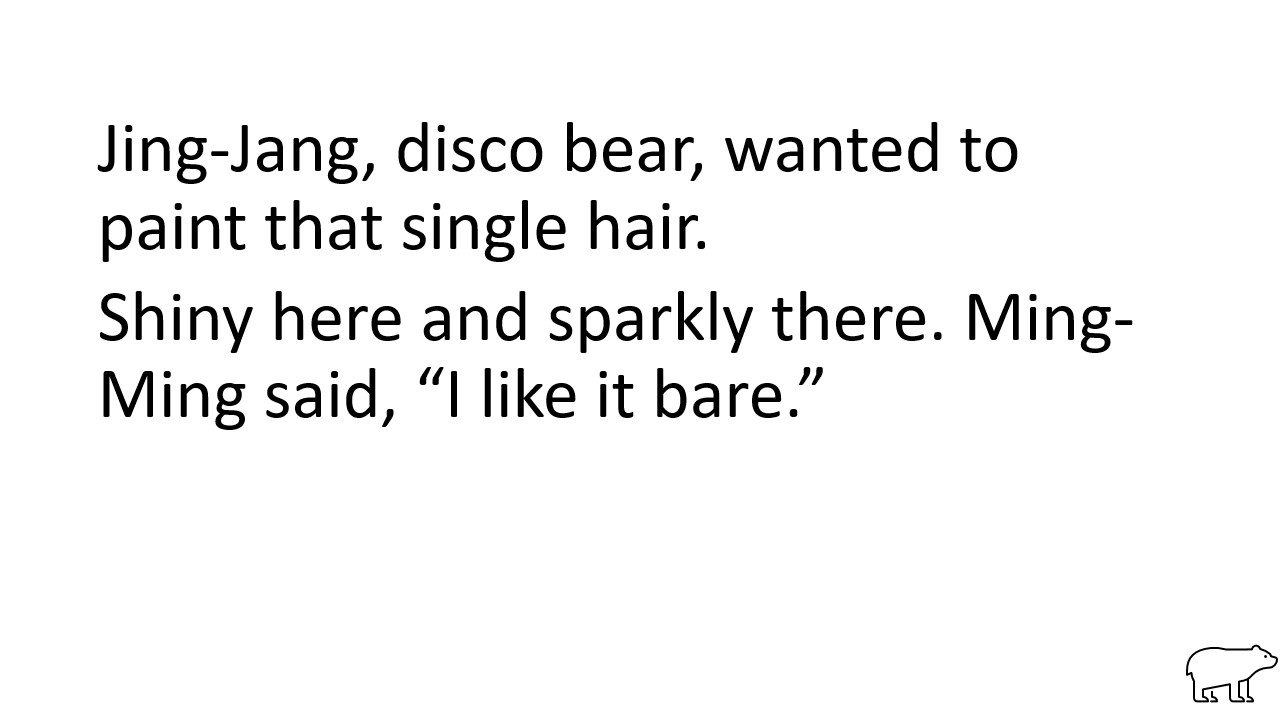 Jing-Jang, disco bear, wanted to
paint that single hair.
Shiny here and sparkly there. Ming-
Ming said, “I like it bare.”